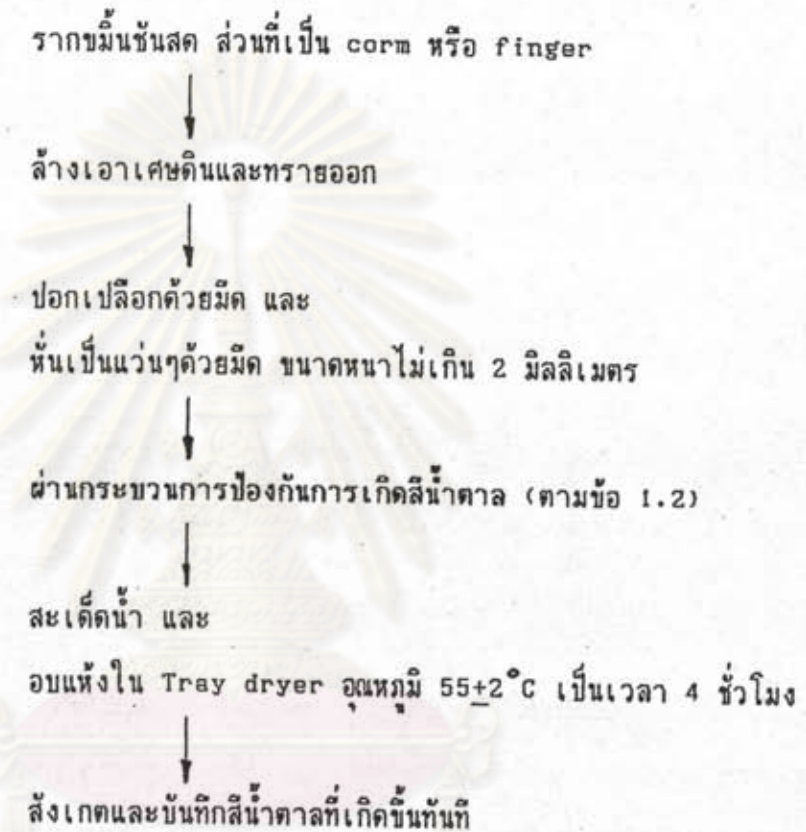 รากขมิ้นชันสด ส่วนที่เป็น corm หรือ finger
ล้างเอาเศษดินและทรายออก
ปอกเปลือกด้วยมีด และ
หั่นเป็นแว่นๆด้วยมีด ขนาดหนาไม่เกิน 2 มิลลิเมตร
ผ่านกระบวนการป้องกันการเกิดสีน้ำตาล (ตามข้อ 1.2)
สะเด็ดน้ำ และ
อบแห้งใน Tray dryer อุณหภูมิ 55±2°C เป็นเวลา 4 ชั่วโมง
สังเกตและบันทึกสีน้ำตาลที่เกิดขึ้นทันที